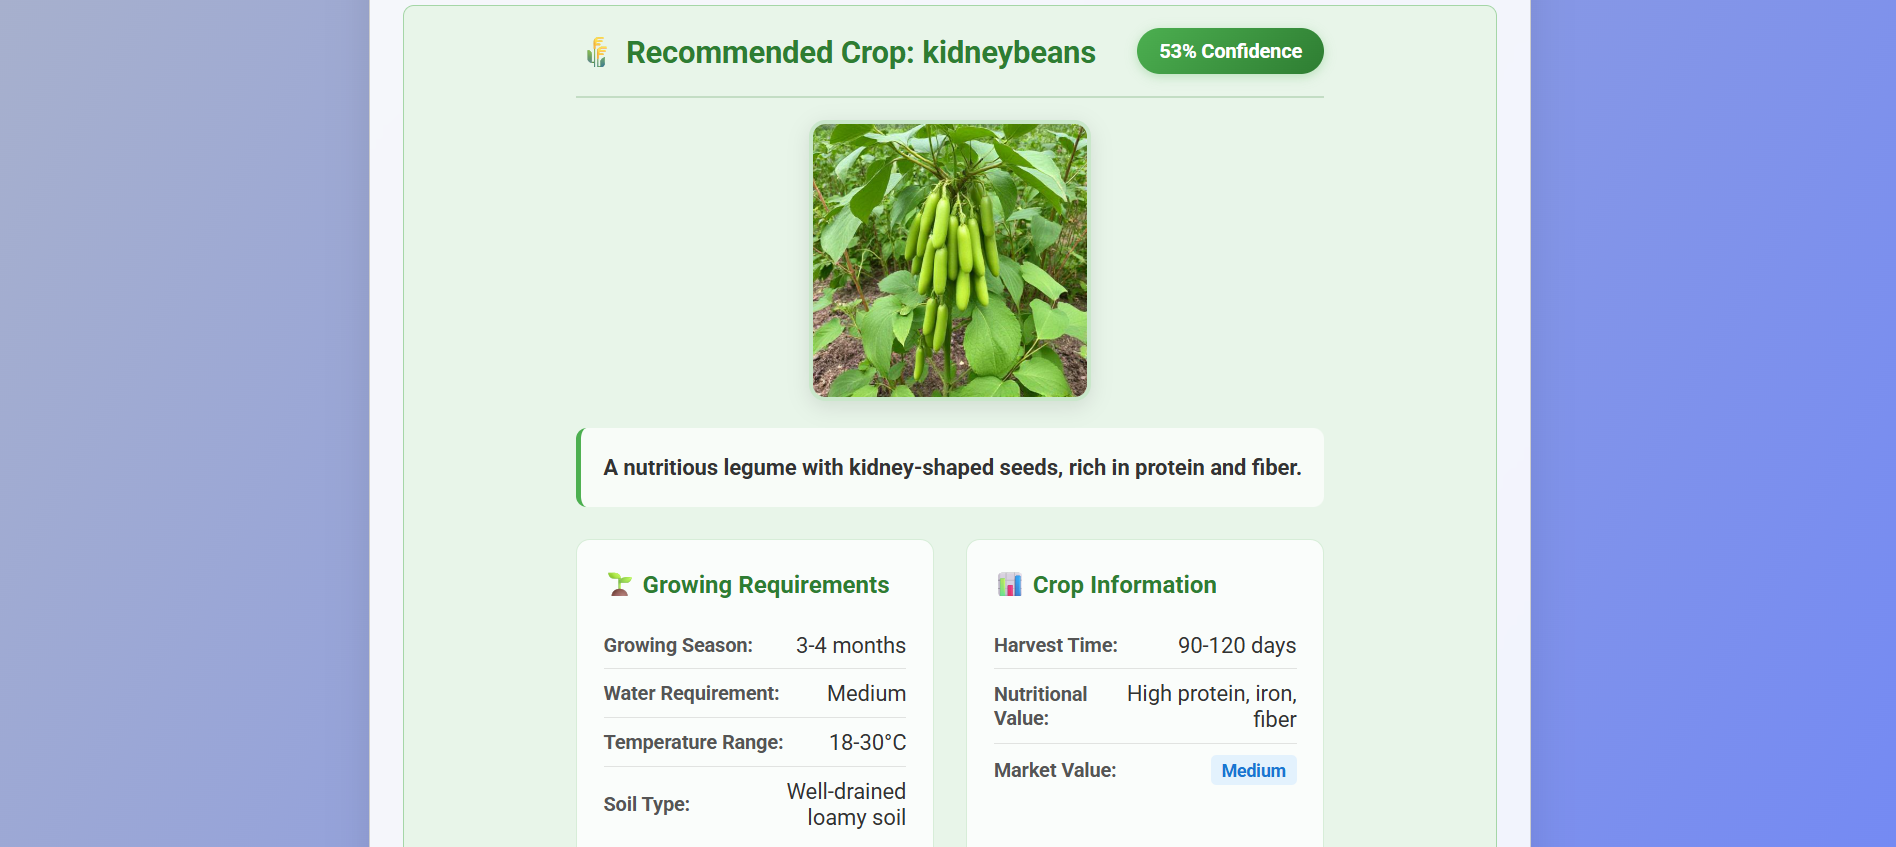 Recommended Crop: kidneybeans
53% Confidence
A nutritious legume with kidney-shaped seeds, rich in protein and fiber.
Growing Requirements
Growing Season: 3-4 months
Water Requirement: Medium
Temperature Range: 18-30°C
Soil Type: Well-drained
loamy soil
Crop Information
Harvest Time: 90-120 days
Nutritional High protein, iron,
Value: fiber
Market Value: Medium